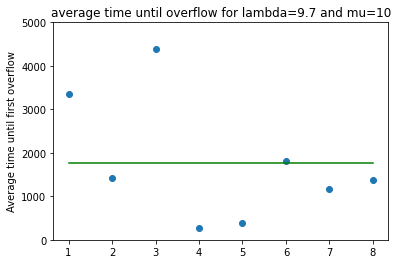 average time until overflow for lambda=9.7 and mu=10
Average time until first overflow
5000
4000
3000
2000
1000
0
1 2 3 4 5 6 7 8